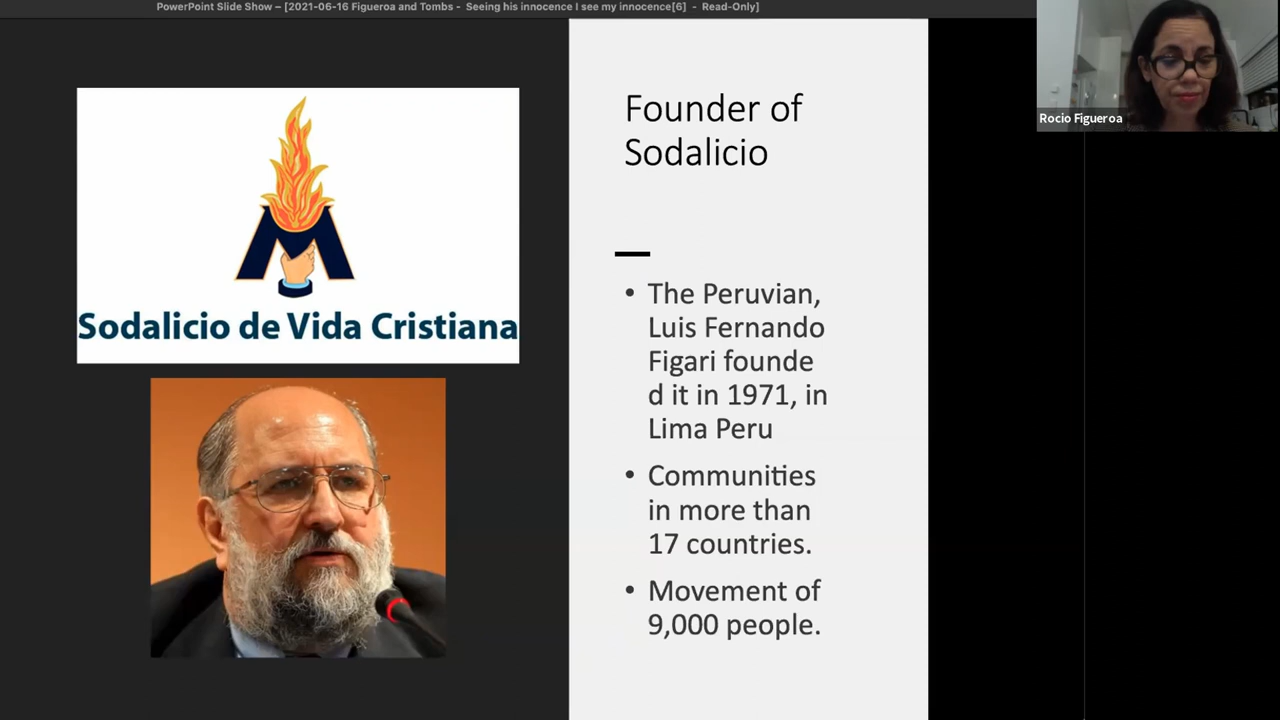 PowerPoint Slide Show – [2021-06-16 Figueroa and Tombs - Seeing his innocence I see my innocence[6] - Read-Only]
Rocio Figueroa
Sodalicio de Vida Cristiana
Founder of
Sodalicio
• The Peruvian,
Luis Fernando
Figari founde
d it in 1971, in
Lima Peru
• Communities
in more than
17 countries.
• Movement of
9,000 people.